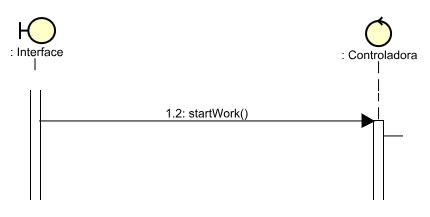 : Interface
: Controladora
1.2: startWork()